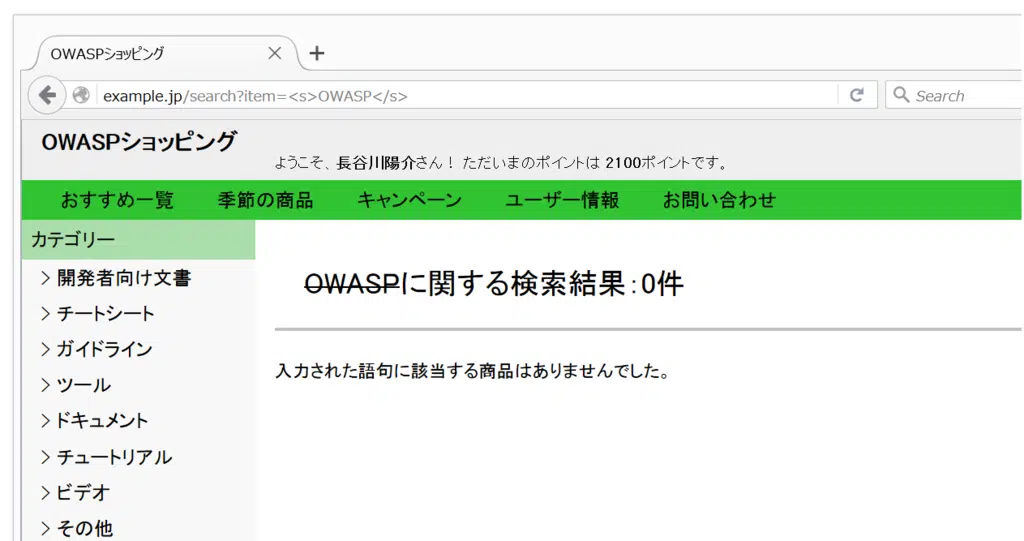 OWASPショッピング
example.jp/search?item=<s>OWASP</s>
Search
OWASPショッピング
ようこそ、長谷川陽介さん！ ただいまのポイントは 2100ポイントです。
おすすめ一覧 季節の商品 キャンペーン ユーザー情報 お問い合わせ
カテゴリー
> 開発者向け文書
> チートシート
> ガイドライン
> ツール
> ドキュメント
> チュートリアル
> ビデオ
> その他
OWASPに関する検索結果：0件
入力された語句に該当する商品はありませんでした。